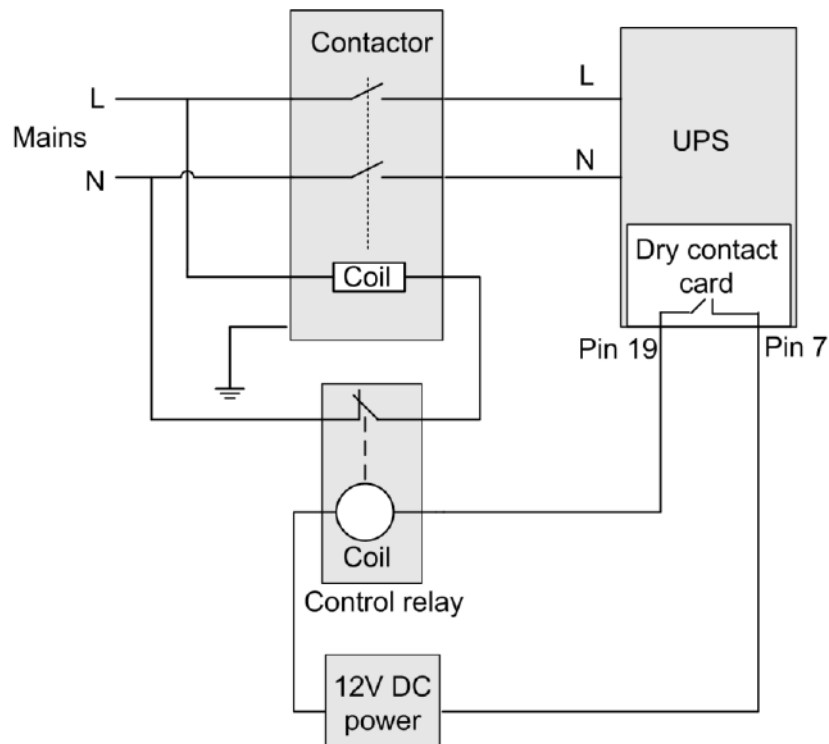 Contactor
L
L
Mains
UPS
N
N
Coil
Dry contact
card
Pin 19
Pin 7
Coil
Control relay
12V DC
power